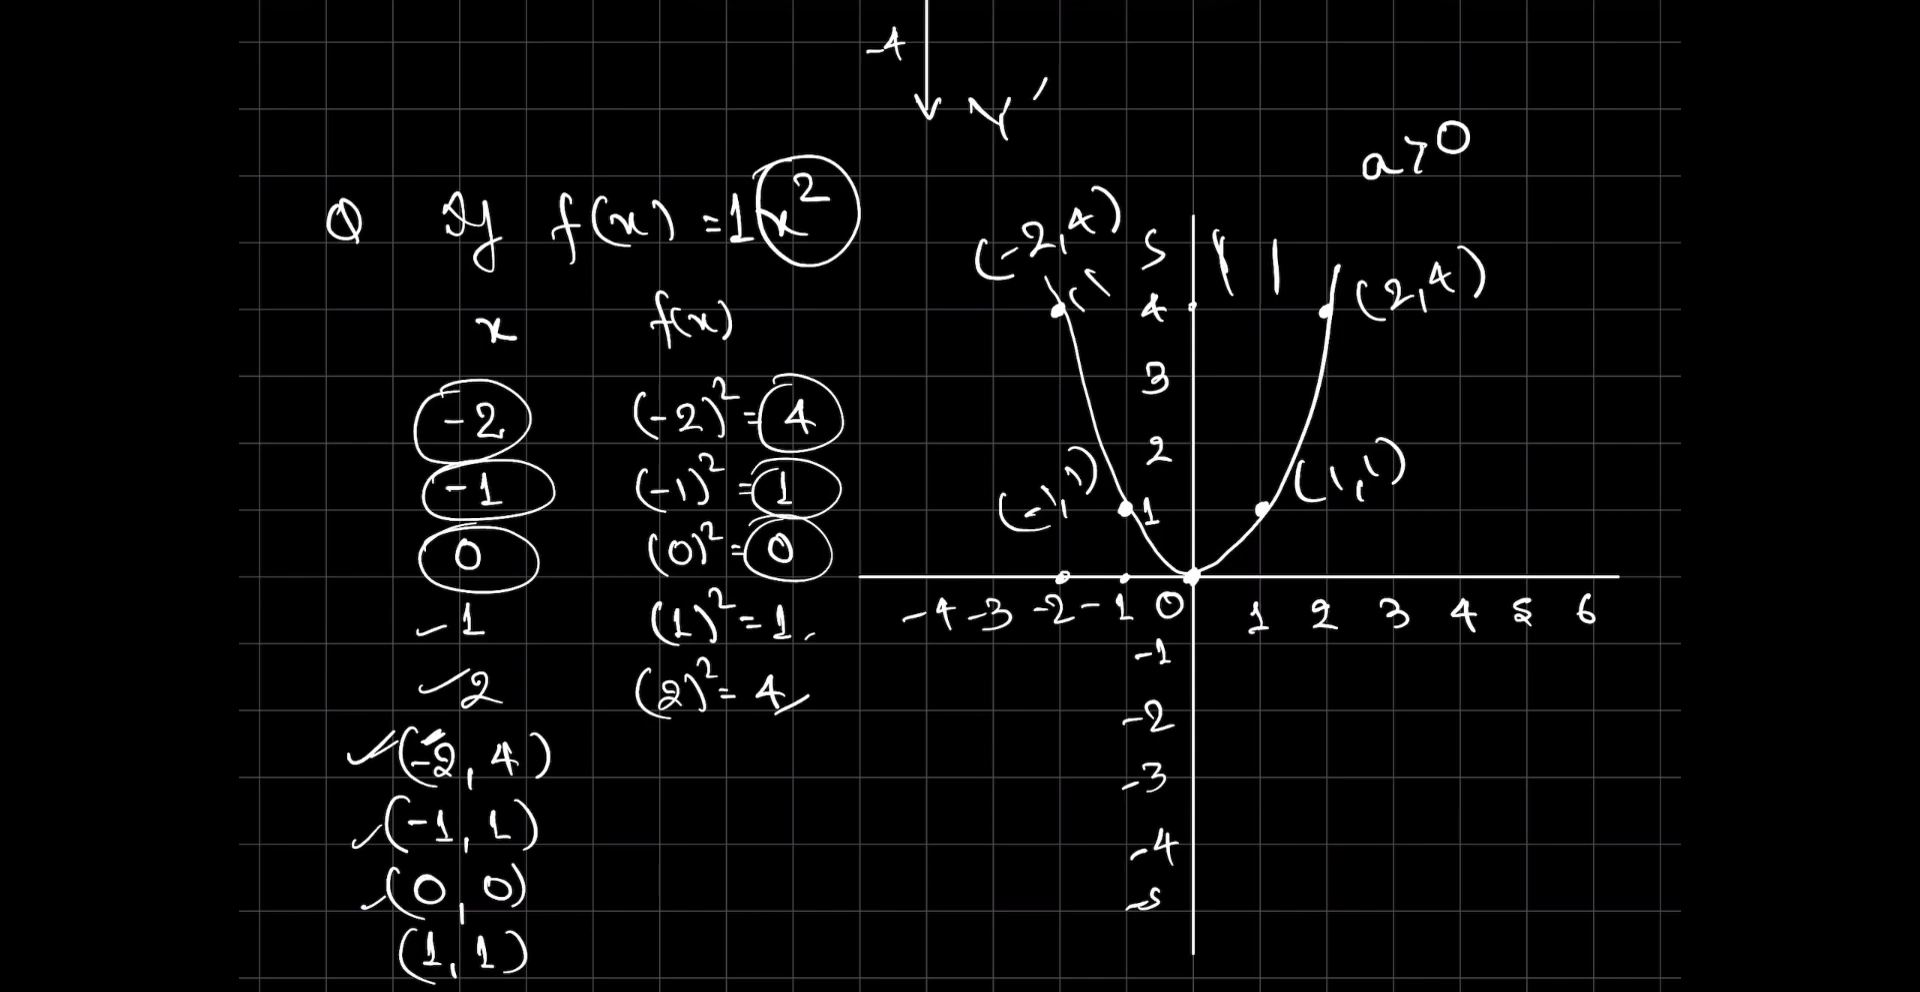 -4
Y'
a>0
Q If f(x) = 1x²
x f(x)
-2 (-2)² = 4
-1 (-1)² = 1
0 (0)² = 0
1 (1)² = 1
2 (2)² = 4
(-2, 4)
(-1, 1)
(0, 0)
(1, 1)
(-2, 4)
(2, 4)
(-1, 1)
(1, 1)
5
4
3
2
1
-4 -3 -2 -1 0 1 2 3 4 5 6
-1
-2
-3
-4
-5